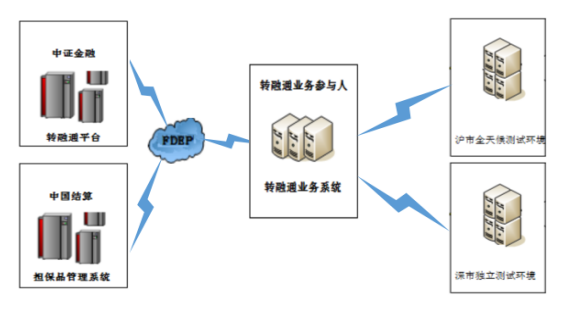 中证金融
转融通平台
FDEP
中国结算
担保品管理系统
转融通业务参与人
转融通业务系统
沪市全天候测试环境
深市独立测试环境